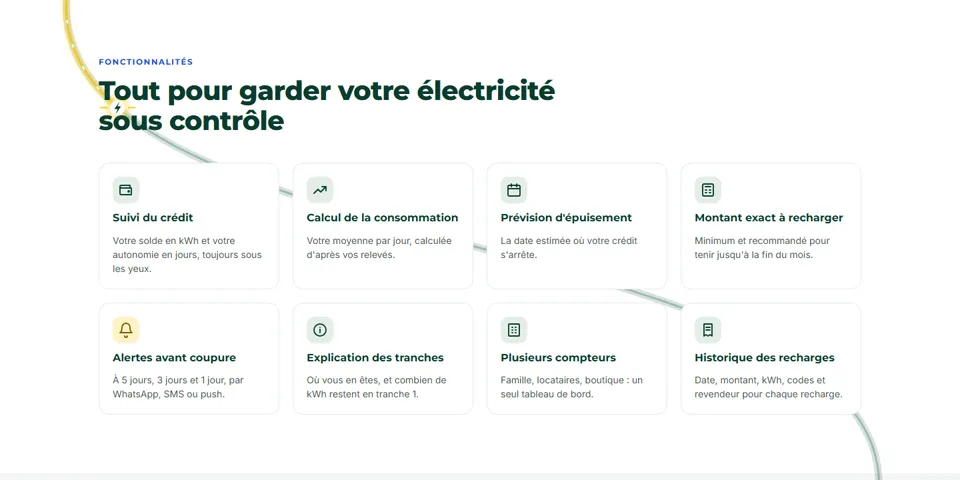 FONCTIONNALITÉS
Tout pour garder votre électricité
sous contrôle
Suivi du crédit
Votre solde en kWh et votre
autonomie en jours, toujours sous
les yeux.
Calcul de la consommation
Votre moyenne par jour, calculée
d'après vos relevés.
Prévision d'épuisement
La date estimée où votre crédit
s'arrête.
Montant exact à recharger
Minimum et recommandé pour
tenir jusqu'à la fin du mois.
Alertes avant coupure
À 5 jours, 3 jours et 1 jour, par
WhatsApp, SMS ou push.
Explication des tranches
Où vous en êtes, et combien de
kWh restent en tranche 1.
Plusieurs compteurs
Famille, locataires, boutique : un
seul tableau de bord.
Historique des recharges
Date, montant, kWh, codes et
revendeur pour chaque recharge.